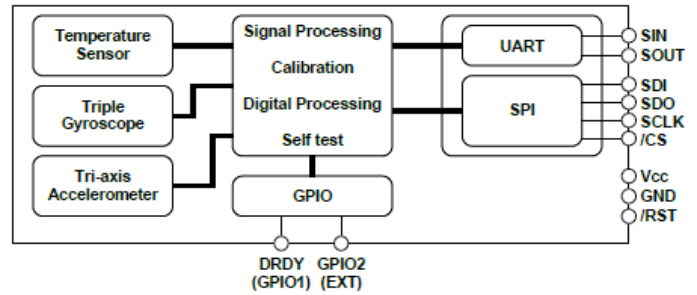 Temperature
Sensor
Triple
Gyroscope
Tri-axis
Accelerometer
Signal Processing
Calibration
Digital Processing
Self test
GPIO
UART
SPI
SIN
SOUT
SDI
SDO
SCLK
/CS
Vcc
GND
/RST
DRDY
(GPIO1)
GPIO2
(EXT)